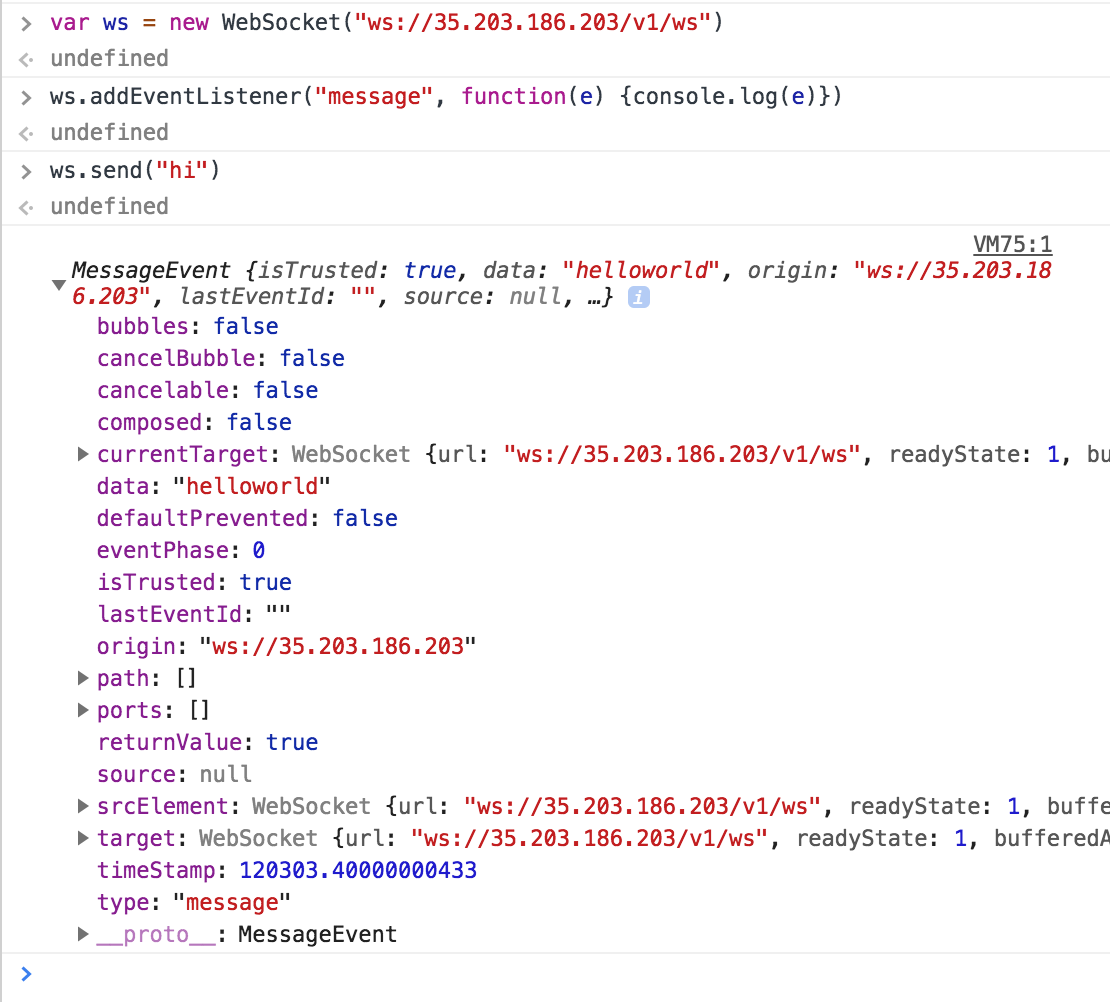 var ws = new WebSocket("ws://35.203.186.203/v1/ws")
undefined
ws.addEventListener("message", function(e) {console.log(e)})
undefined
ws.send("hi")
undefined
VM75:1
MessageEvent {isTrusted: true, data: "helloworld", origin: "ws://35.203.18
6.203", lastEventId: "", source: null, …} i
bubbles: false
cancelBubble: false
cancelable: false
composed: false
currentTarget: WebSocket {url: "ws://35.203.186.203/v1/ws", readyState: 1, bu
data: "helloworld"
defaultPrevented: false
eventPhase: 0
isTrusted: true
lastEventId: ""
origin: "ws://35.203.186.203"
path: []
ports: []
returnValue: true
source: null
srcElement: WebSocket {url: "ws://35.203.186.203/v1/ws", readyState: 1, buffe
target: WebSocket {url: "ws://35.203.186.203/v1/ws", readyState: 1, bufferedA
timeStamp: 120303.40000000433
type: "message"
__proto__: MessageEvent